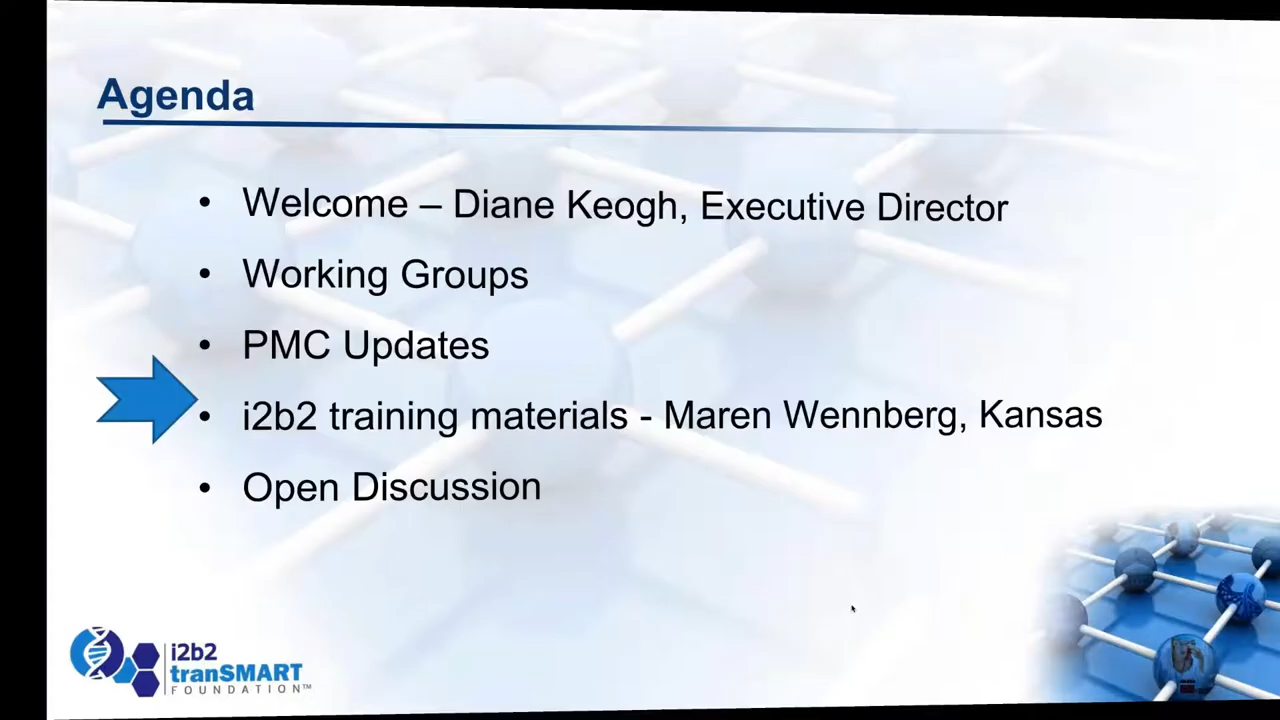 Agenda
• Welcome – Diane Keogh, Executive Director
• Working Groups
• PMC Updates
• i2b2 training materials - Maren Wennberg, Kansas
• Open Discussion
i2b2
tranSMART
FOUNDATION™